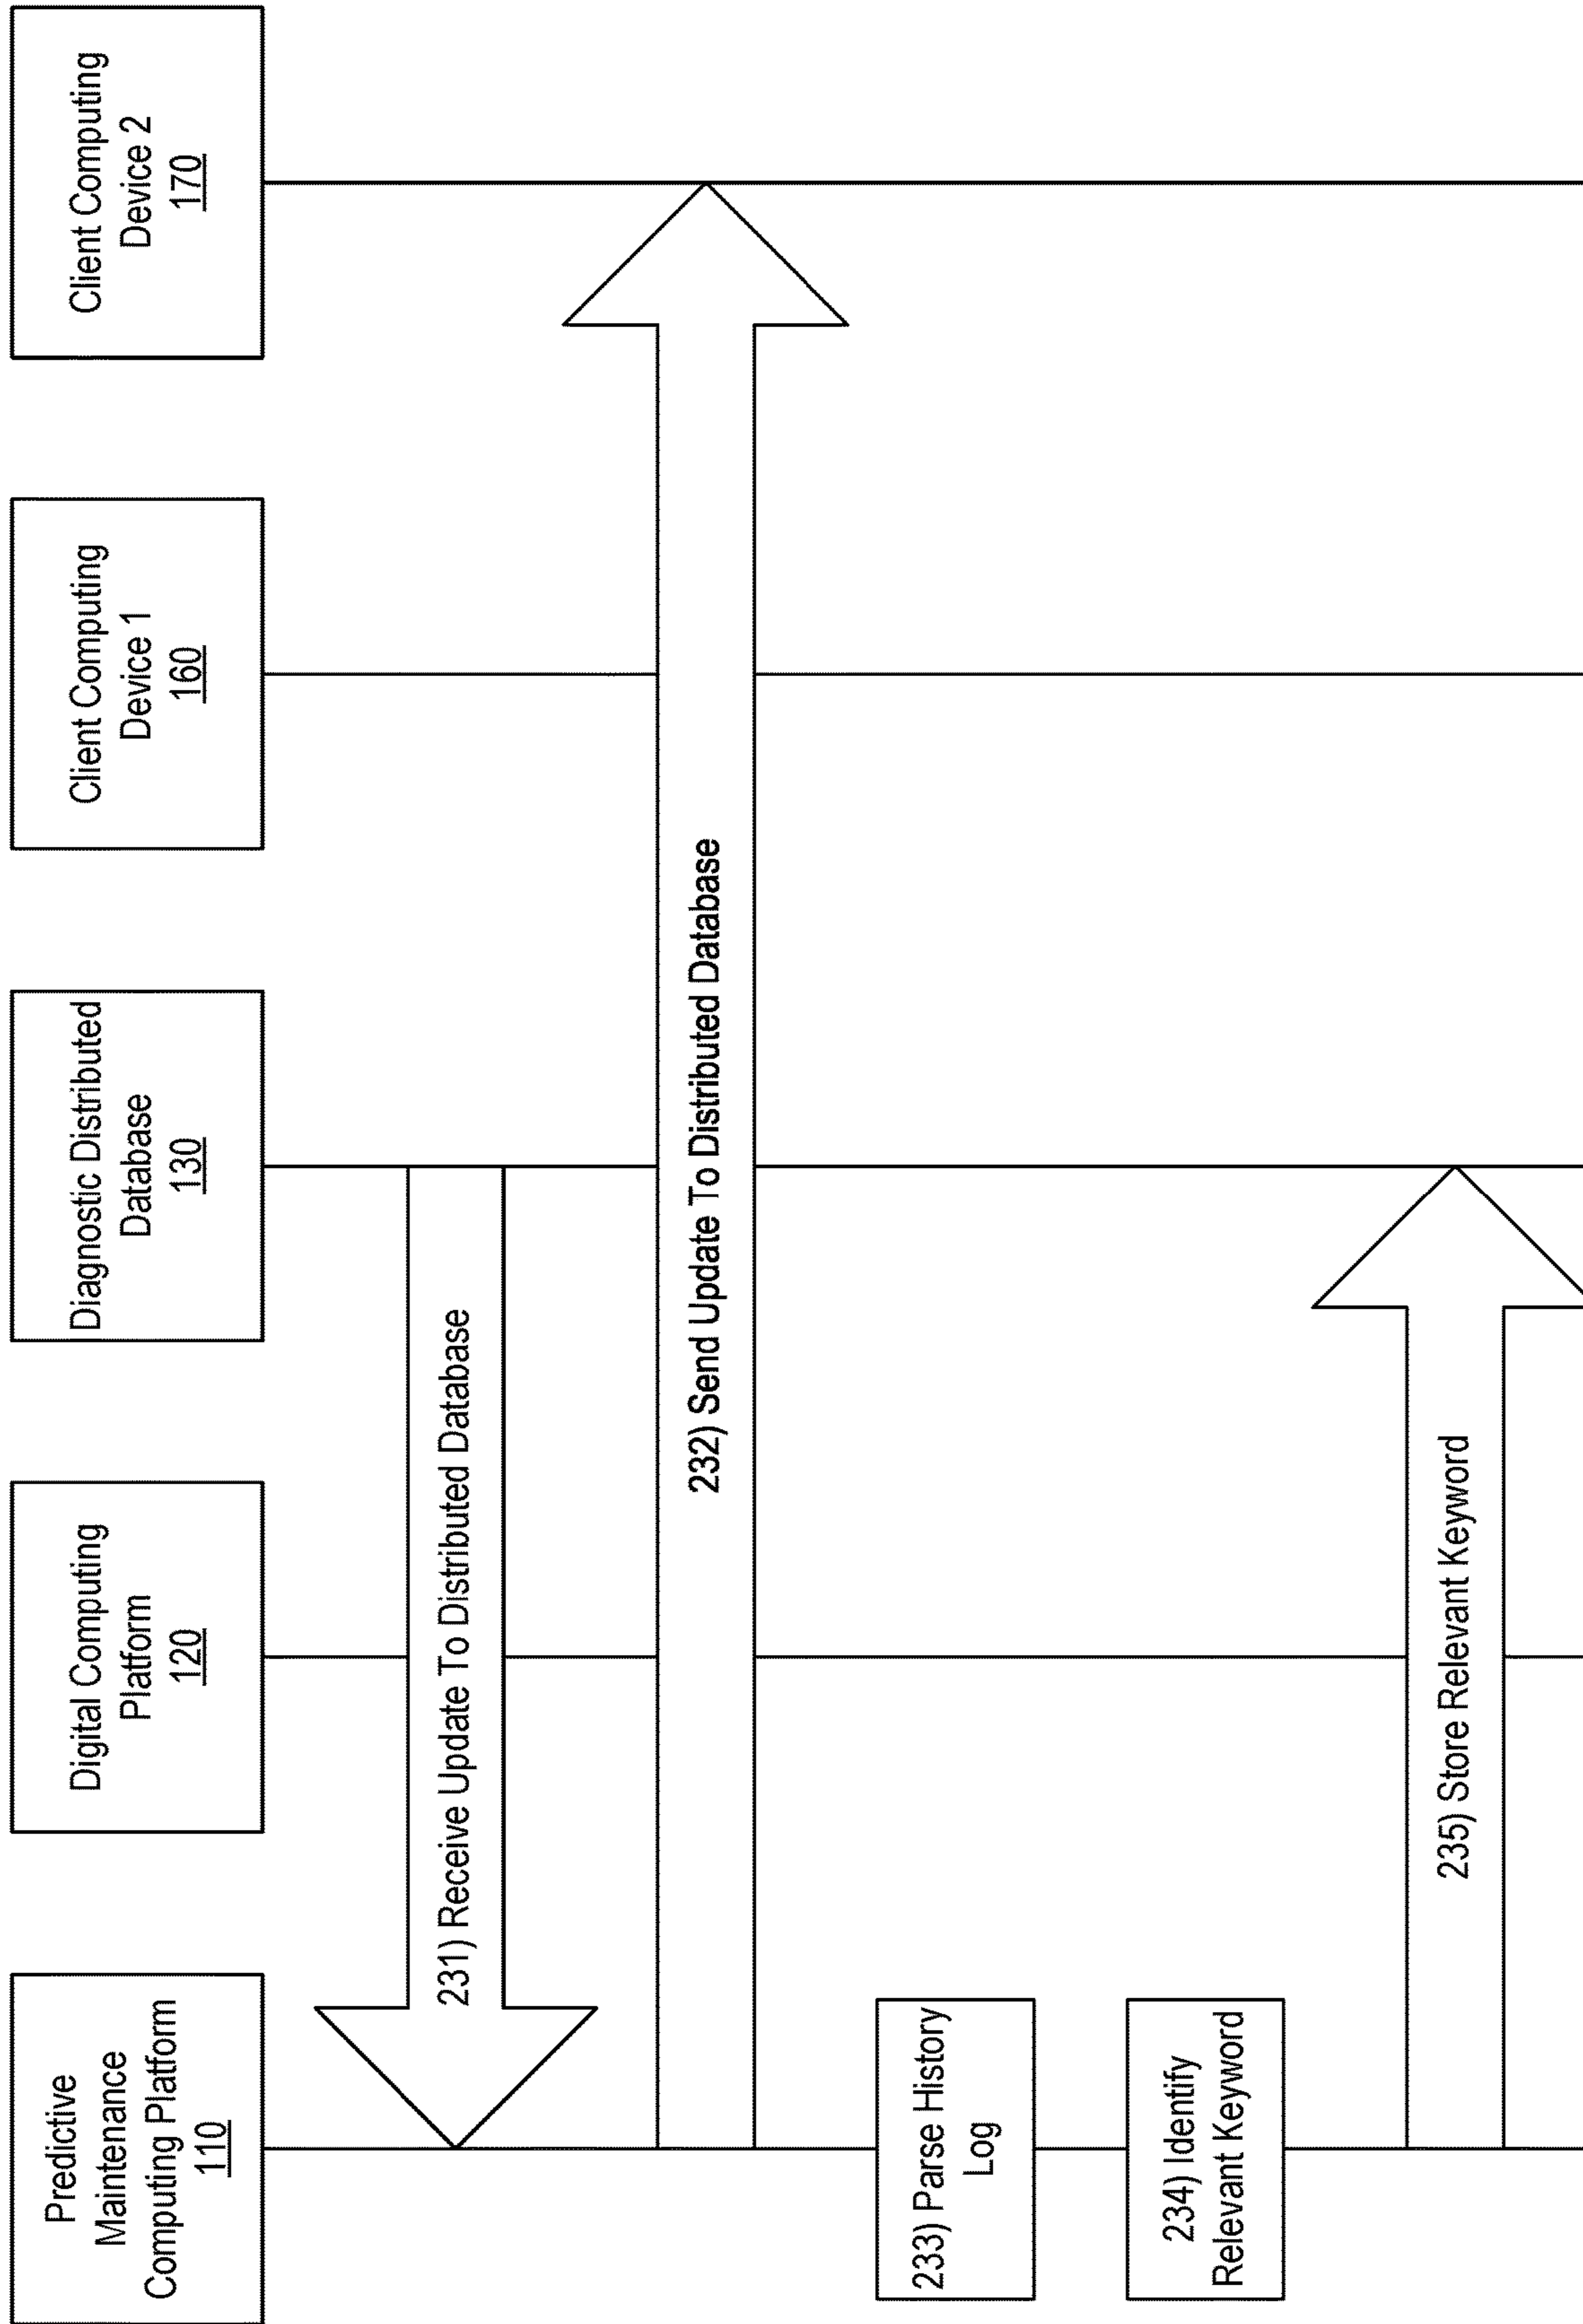 Predictive
Maintenance
Computing Platform
110
Digital Computing
Platform
120
Diagnostic Distributed
Database
130
Client Computing
Device 1
160
Client Computing
Device 2
170
231) Receive Update To Distributed Database
232) Send Update To Distributed Database
233) Parse History
Log
234) Identify
Relevant Keyword
235) Store Relevant Keyword